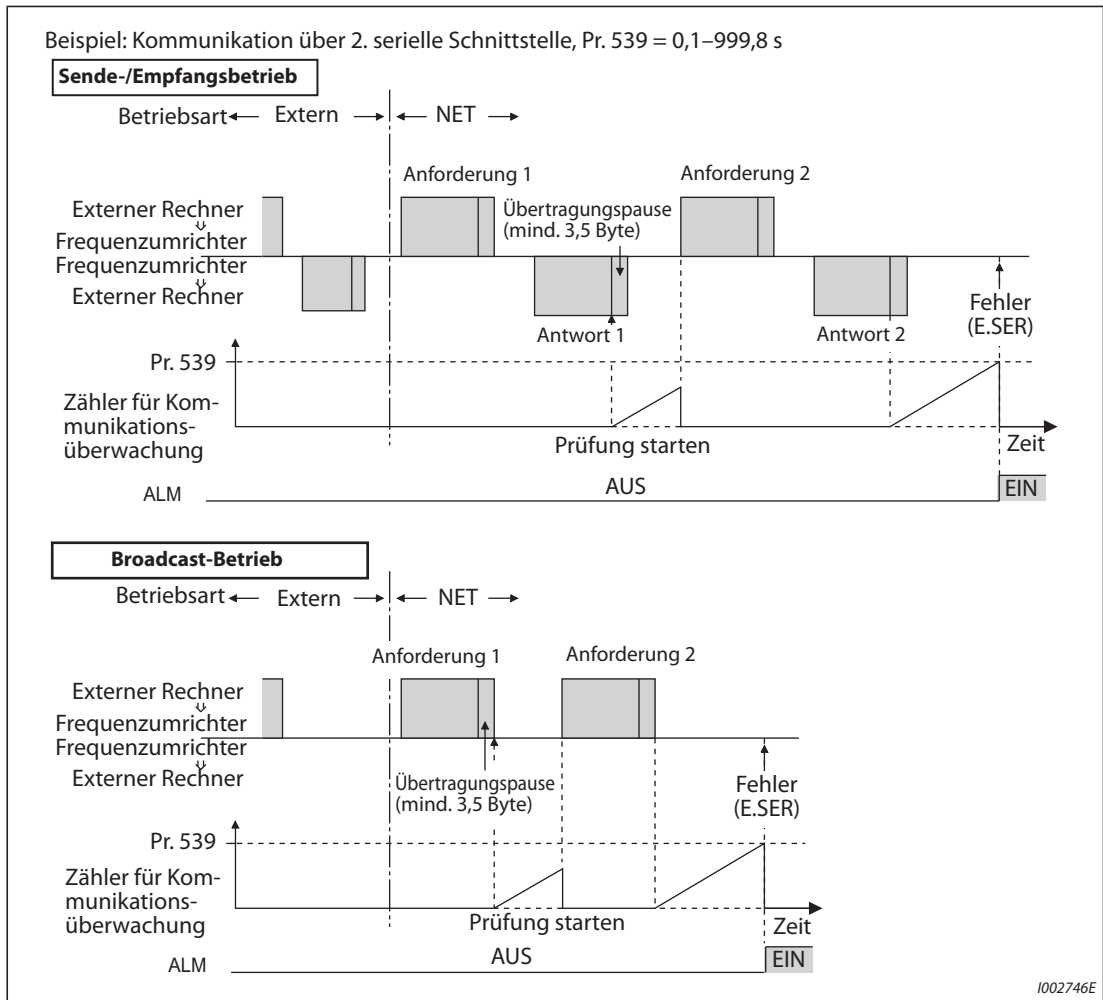 Beispiel: Kommunikation über 2. serielle Schnittstelle, Pr. 539 = 0,1–999,8 s
Sende-/Empfangsbetrieb
Betriebsart
Extern
NET
Anforderung 1
Anforderung 2
Externer Rechner
Frequenzumrichter
Frequenzumrichter
Externer Rechner
Übertragungspause
(mind. 3,5 Byte)
Antwort 1
Antwort 2
Fehler
(E.SER)
Pr. 539
Zähler für Kom-
munikations-
überwachung
Prüfung starten
Zeit
ALM
AUS
EIN
Broadcast-Betrieb
Betriebsart
Extern
NET
Anforderung 1
Anforderung 2
Externer Rechner
Frequenzumrichter
Frequenzumrichter
Externer Rechner
Übertragungspause
(mind. 3,5 Byte)
Fehler
(E.SER)
Pr. 539
Zähler für Kom-
munikations-
überwachung
Prüfung starten
Zeit
ALM
AUS
EIN
I002746E